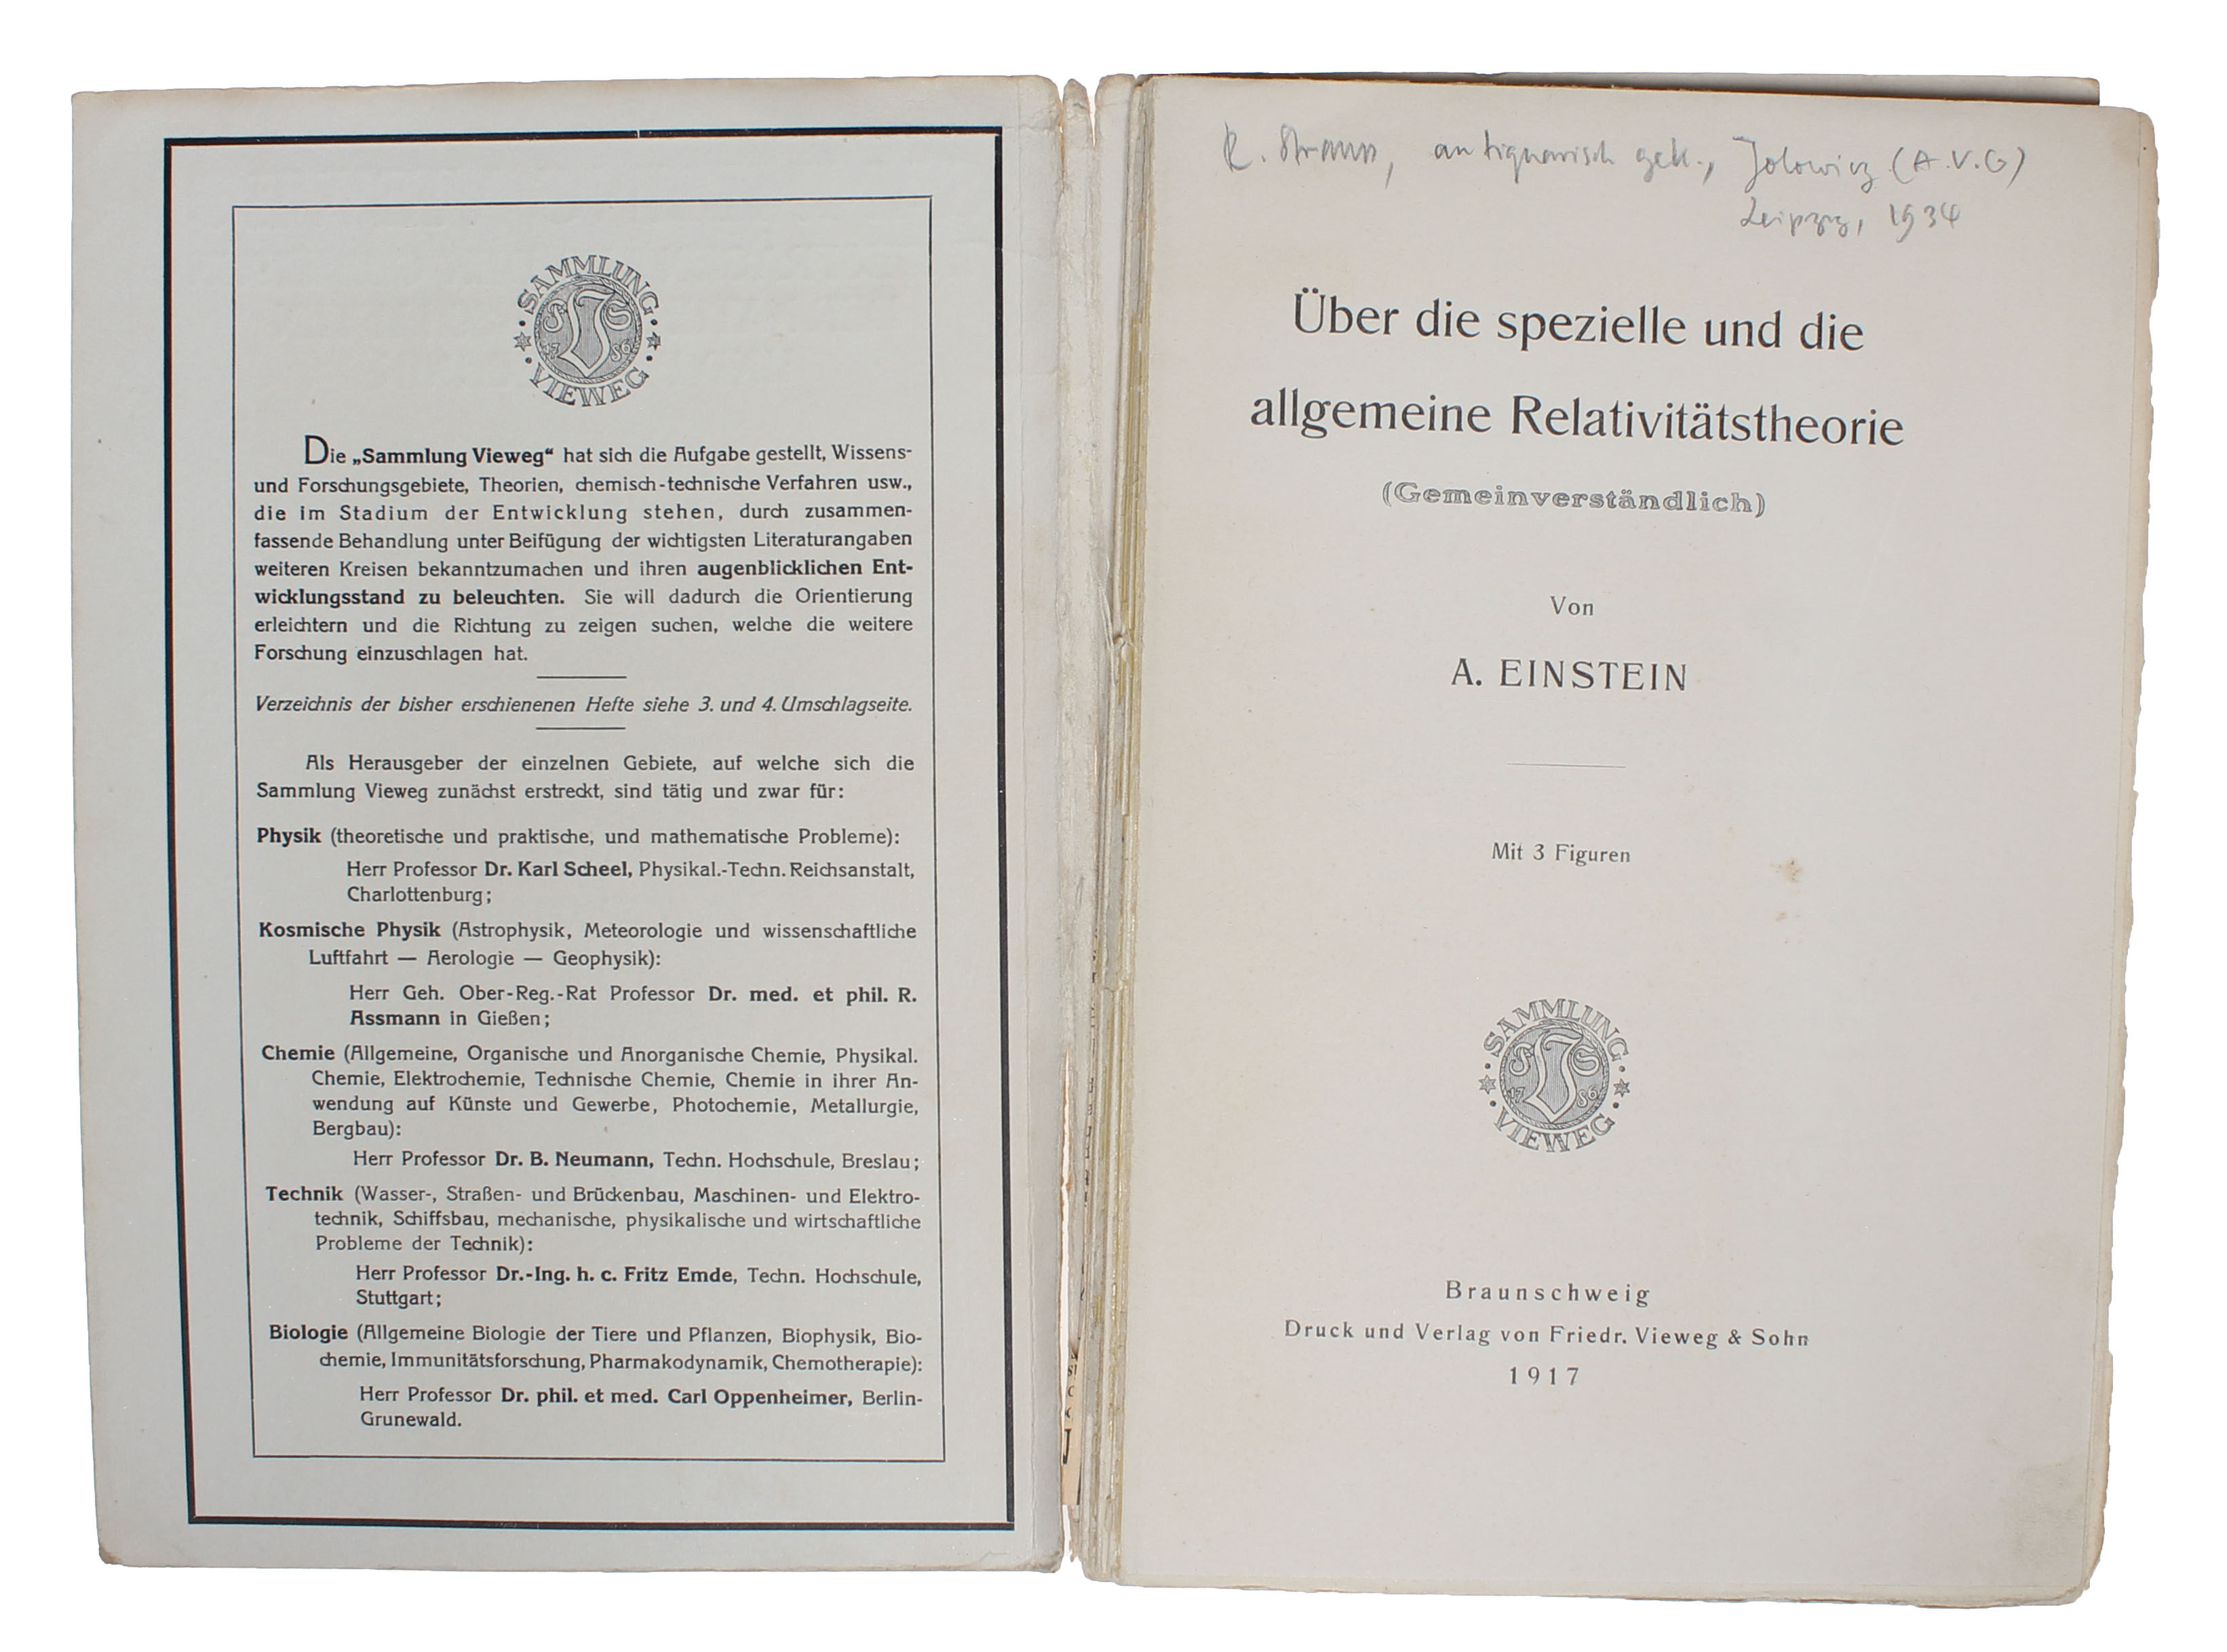 SAMMLUNG
F V S
17 86
VIEWEG
Die „Sammlung Vieweg“ hat sich die Aufgabe gestellt, Wissens-
und Forschungsgebiete, Theorien, chemisch-technische Verfahren usw.,
die im Stadium der Entwicklung stehen, durch zusammen-
fassende Behandlung unter Beifügung der wichtigsten Literaturangaben
weiteren Kreisen bekanntzumachen und ihren augenblicklichen Ent-
wicklungsstand zu beleuchten. Sie will dadurch die Orientierung
erleichtern und die Richtung zu zeigen suchen, welche die weitere
Forschung einzuschlagen hat.
Verzeichnis der bisher erschienenen Hefte siehe 3. und 4. Umschlagseite.
Als Herausgeber der einzelnen Gebiete, auf welche sich die
Sammlung Vieweg zunächst erstreckt, sind tätig und zwar für:
Physik (theoretische und praktische, und mathematische Probleme):
Herr Professor Dr. Karl Scheel, Physikal.-Techn. Reichsanstalt,
Charlottenburg;
Kosmische Physik (Astrophysik, Meteorologie und wissenschaftliche
Luftfahrt — Aerologie — Geophysik):
Herr Geh. Ober-Reg.-Rat Professor Dr. med. et phil. R.
Assmann in Gießen;
Chemie (Allgemeine, Organische und Anorganische Chemie, Physikal.
Chemie, Elektrochemie, Technische Chemie, Chemie in ihrer An-
wendung auf Künste und Gewerbe, Photochemie, Metallurgie,
Bergbau):
Herr Professor Dr. B. Neumann, Techn. Hochschule, Breslau;
Technik (Wasser-, Straßen- und Brückenbau, Maschinen- und Elektro-
technik, Schiffsbau, mechanische, physikalische und wirtschaftliche
Probleme der Technik):
Herr Professor Dr.-Ing. h. c. Fritz Emde, Techn. Hochschule,
Stuttgart;
Biologie (Allgemeine Biologie der Tiere und Pflanzen, Biophysik, Bio-
chemie, Immunitätsforschung, Pharmakodynamik, Chemotherapie):
Herr Professor Dr. phil. et med. Carl Oppenheimer, Berlin-
Grunewald.
R. Strauss, antiquarisch gek., Jolowicz (A.V.G)
Leipzig, 1934
Über die spezielle und die
allgemeine Relativitätstheorie
(Gemeinverständlich)
Von
A. EINSTEIN
Mit 3 Figuren
SAMMLUNG
F V S
17 86
VIEWEG
Braunschweig
Druck und Verlag von Friedr. Vieweg & Sohn
1917